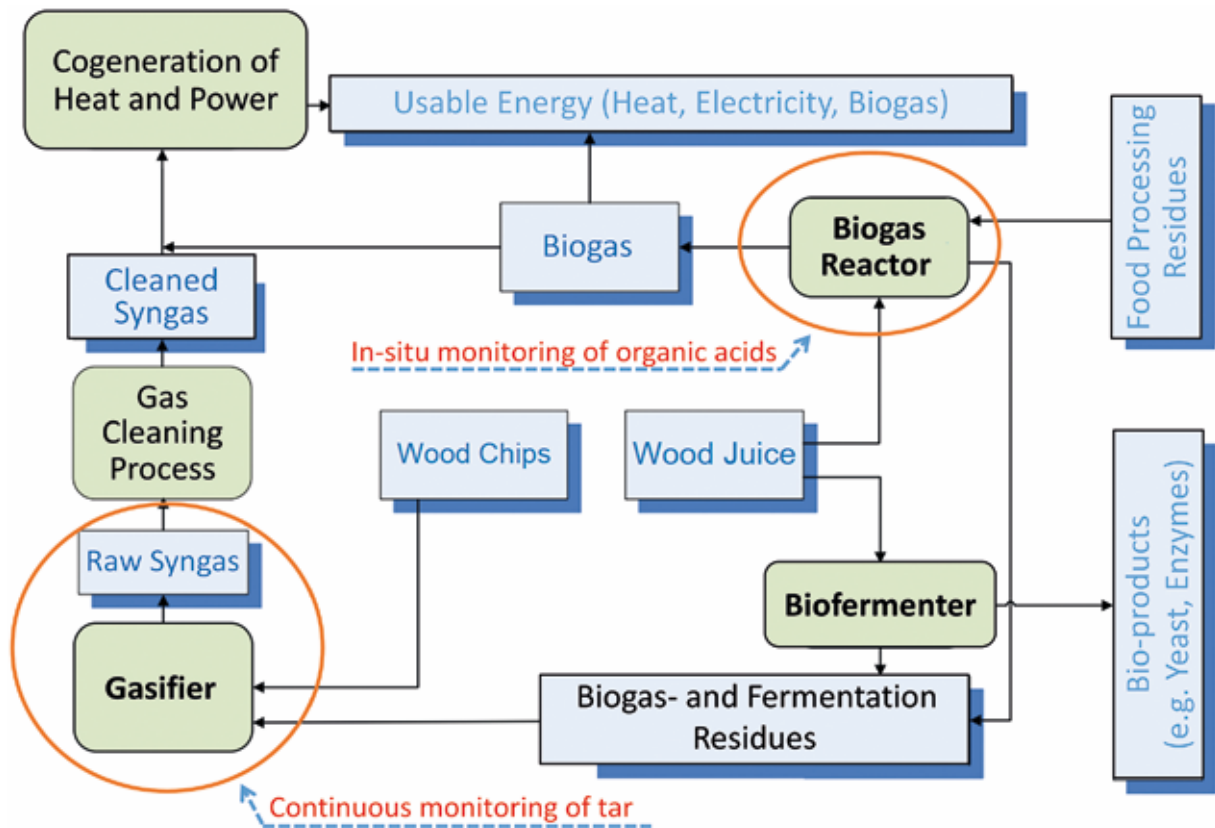 Cogeneration of
Heat and Power
Usable Energy (Heat, Electricity, Biogas)
Food Processing
Residues
Biogas
Reactor
Biogas
Cleaned
Syngas
In-situ monitoring of organic acids
Gas
Cleaning
Process
Wood Chips
Wood Juice
Raw Syngas
Biofermenter
Bio-products
(e.g. Yeast, Enzymes)
Gasifier
Biogas- and Fermentation
Residues
Continuous monitoring of tar